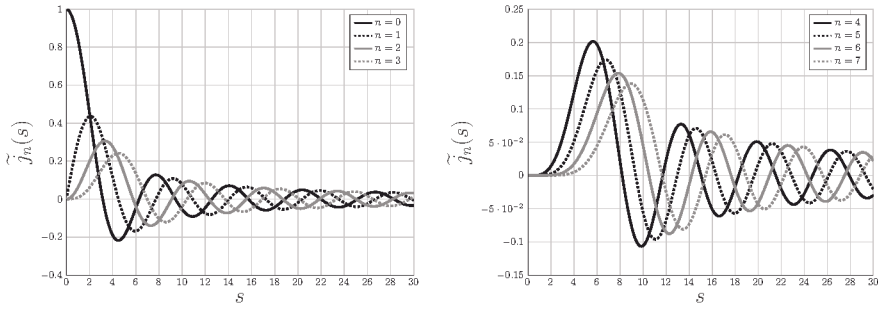 1
0.8
0.6
0.4
0.2
0
−0.2
−0.4
j̃n(s)
0 2 4 6 8 10 12 14 16 18 20 22 24 26 28 30
s
n = 0
n = 1
n = 2
n = 3
0.25
0.2
0.15
0.1
5 · 10⁻²
0
−5 · 10⁻²
−0.1
−0.15
j̃n(s)
0 2 4 6 8 10 12 14 16 18 20 22 24 26 28 30
s
n = 4
n = 5
n = 6
n = 7